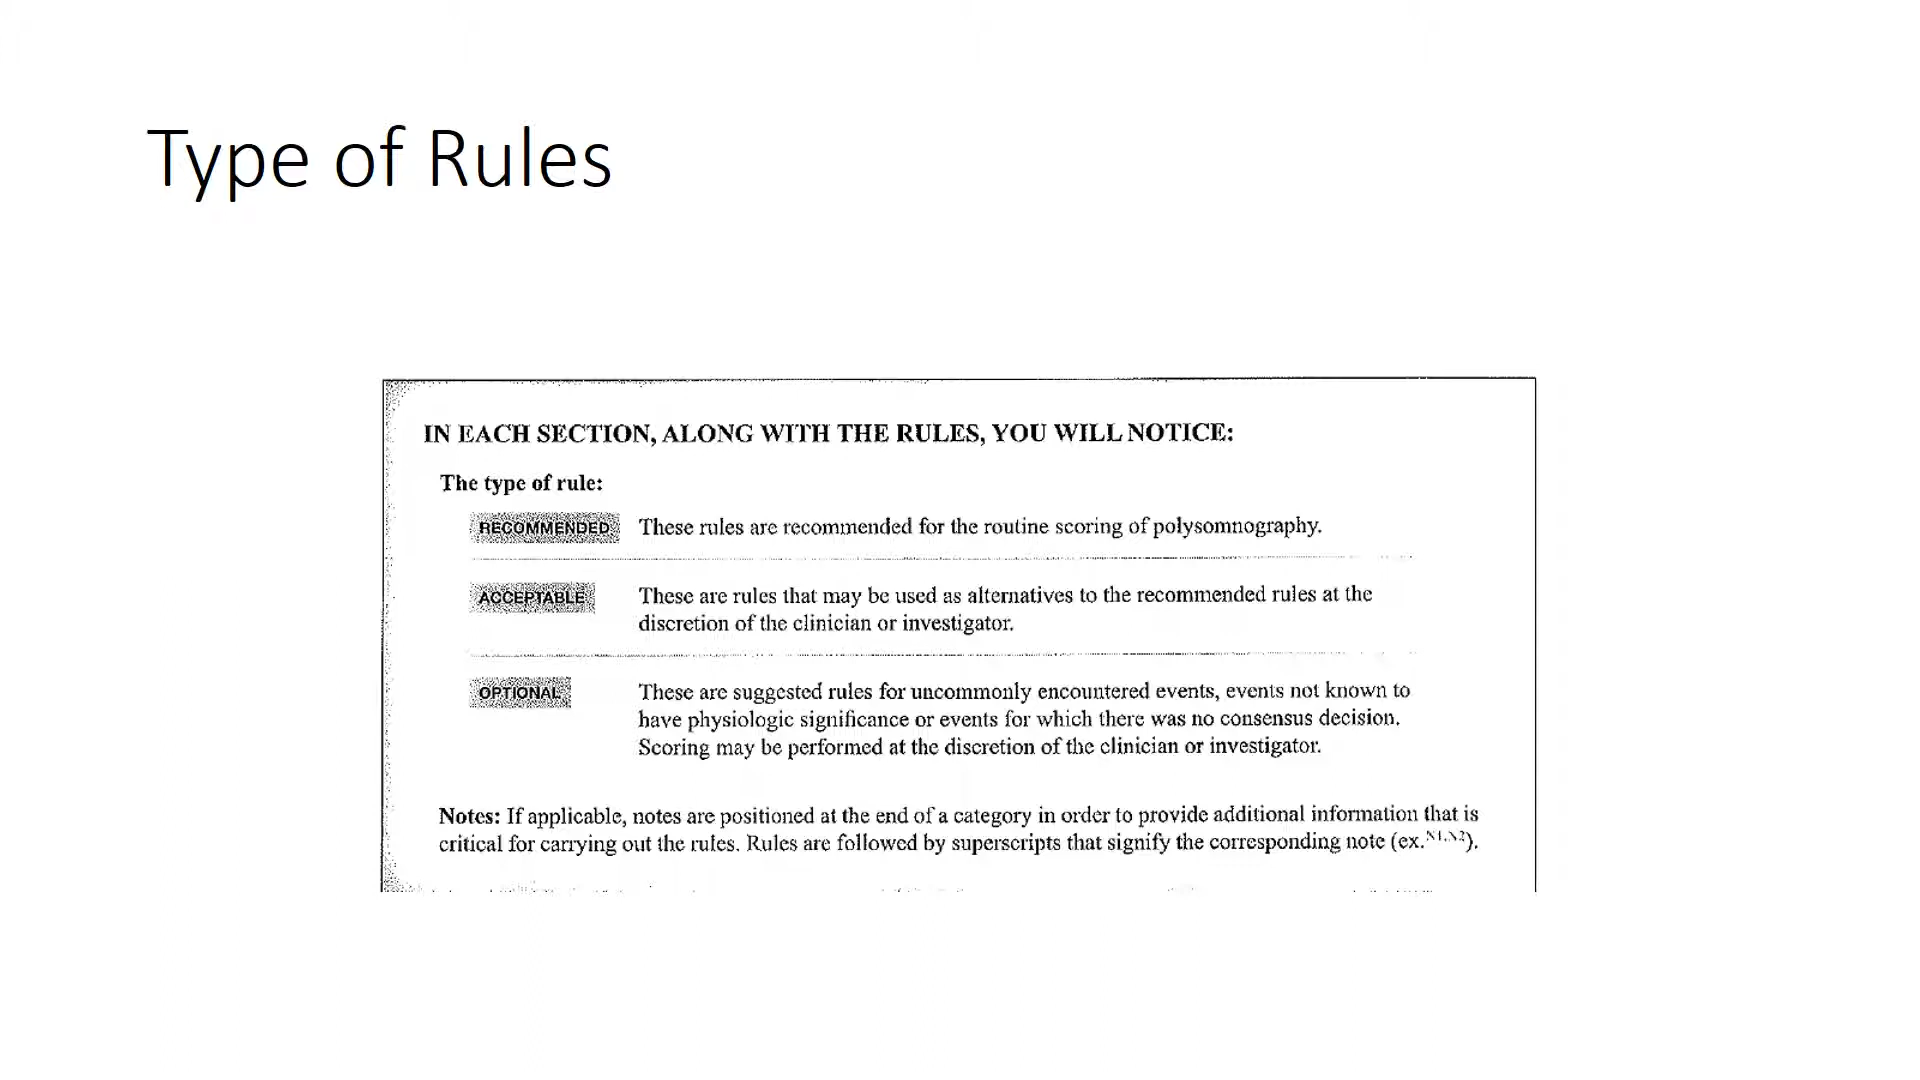 Type of Rules
IN EACH SECTION, ALONG WITH THE RULES, YOU WILL NOTICE:
The type of rule:
RECOMMENDED These rules are recommended for the routine scoring of polysomnography.
ACCEPTABLE These are rules that may be used as alternatives to the recommended rules at the
discretion of the clinician or investigator.
OPTIONAL These are suggested rules for uncommonly encountered events, events not known to
have physiologic significance or events for which there was no consensus decision.
Scoring may be performed at the discretion of the clinician or investigator.
Notes: If applicable, notes are positioned at the end of a category in order to provide additional information that is
critical for carrying out the rules. Rules are followed by superscripts that signify the corresponding note (ex.N1,N2).